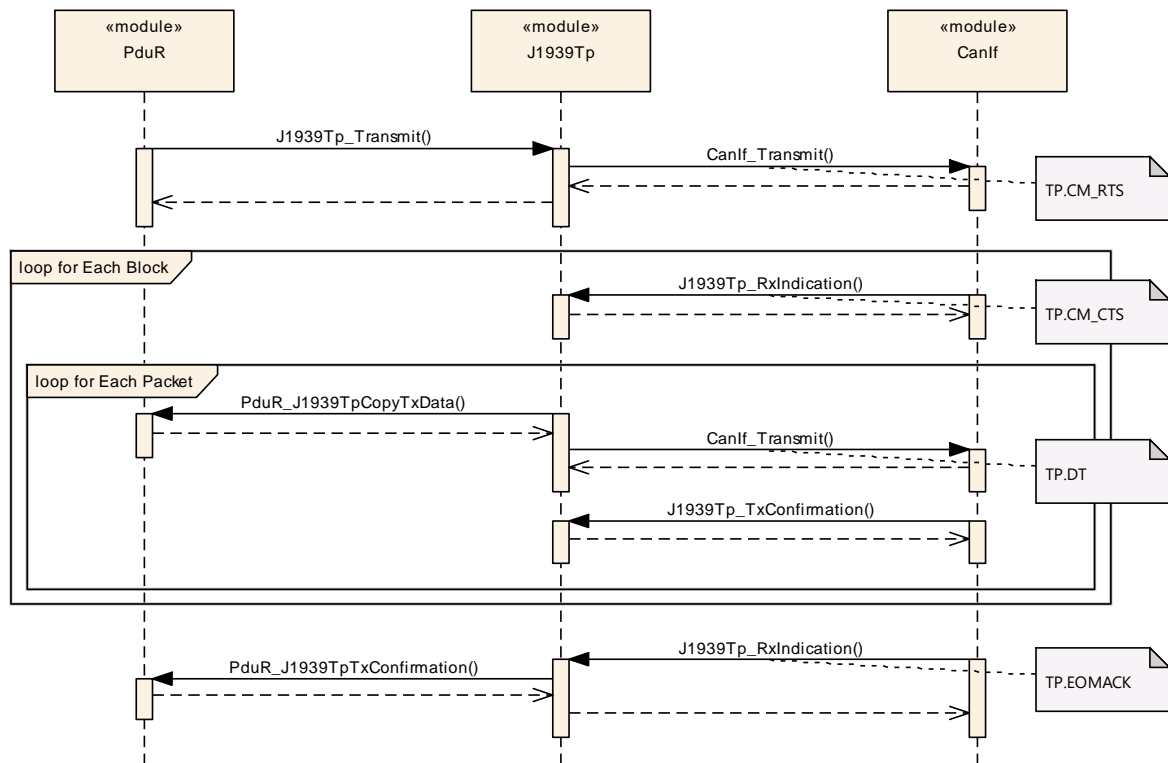 «module»
PduR
«module»
J1939Tp
«module»
CanIf
J1939Tp_Transmit()
CanIf_Transmit()
TP.CM_RTS
loop for Each Block
J1939Tp_RxIndication()
TP.CM_CTS
loop for Each Packet
PduR_J1939TpCopyTxData()
CanIf_Transmit()
TP.DT
J1939Tp_TxConfirmation()
J1939Tp_RxIndication()
PduR_J1939TpTxConfirmation()
TP.EOMACK